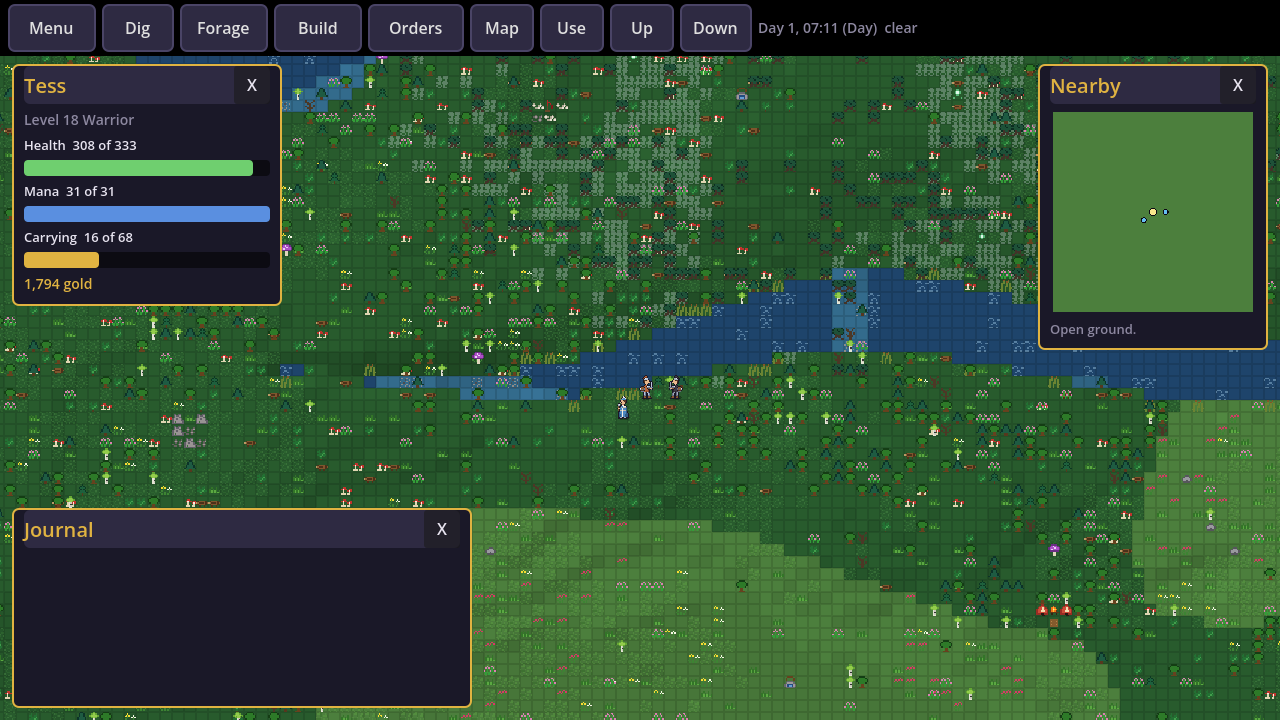 Menu Dig Forage Build Orders Map Use Up Down Day 1, 07:11 (Day) clear
Tess X
Level 18 Warrior
Health 308 of 333
Mana 31 of 31
Carrying 16 of 68
1,794 gold
Nearby X
Open ground.
Journal X